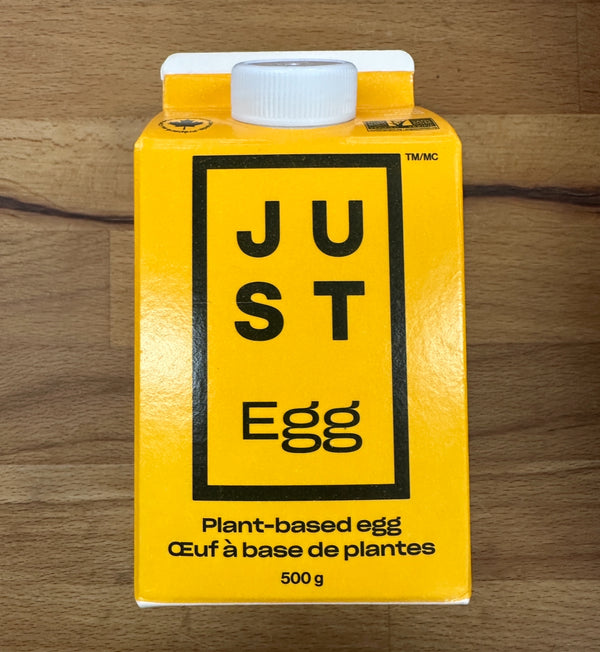 TM/MC
JU
ST
Egg
Plant-based egg
Œuf à base de plantes
500 g